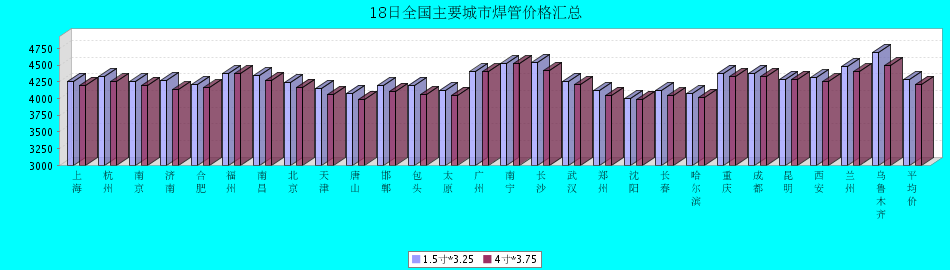 18日全国主要城市焊管价格汇总
4750
4500
4250
4000
3750
3500
3250
3000
上海
杭州
南京
济南
合肥
福州
南昌
北京
天津
唐山
邯郸
包头
太原
广州
南宁
长沙
武汉
郑州
沈阳
长春
哈尔滨
重庆
成都
昆明
西安
兰州
乌鲁木齐
平均价
1.5寸*3.25 4寸*3.75